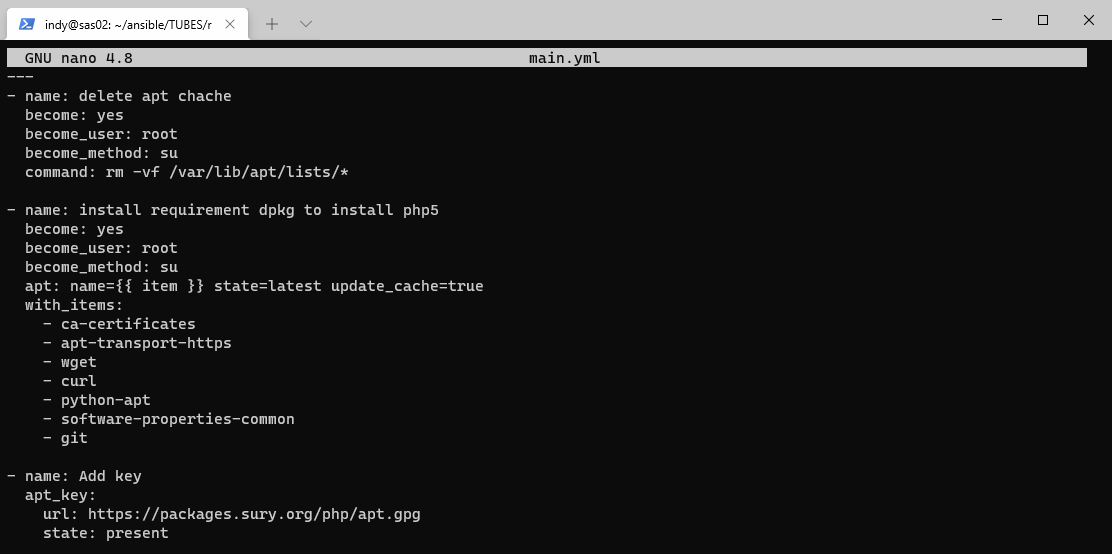 indy@sas02: ~/ansible/TUBES/r
GNU nano 4.8 main.yml
---
- name: delete apt chache
  become: yes
  become_user: root
  become_method: su
  command: rm -vf /var/lib/apt/lists/*

- name: install requirement dpkg to install php5
  become: yes
  become_user: root
  become_method: su
  apt: name={{ item }} state=latest update_cache=true
  with_items:
    - ca-certificates
    - apt-transport-https
    - wget
    - curl
    - python-apt
    - software-properties-common
    - git

- name: Add key
  apt_key:
    url: https://packages.sury.org/php/apt.gpg
    state: present